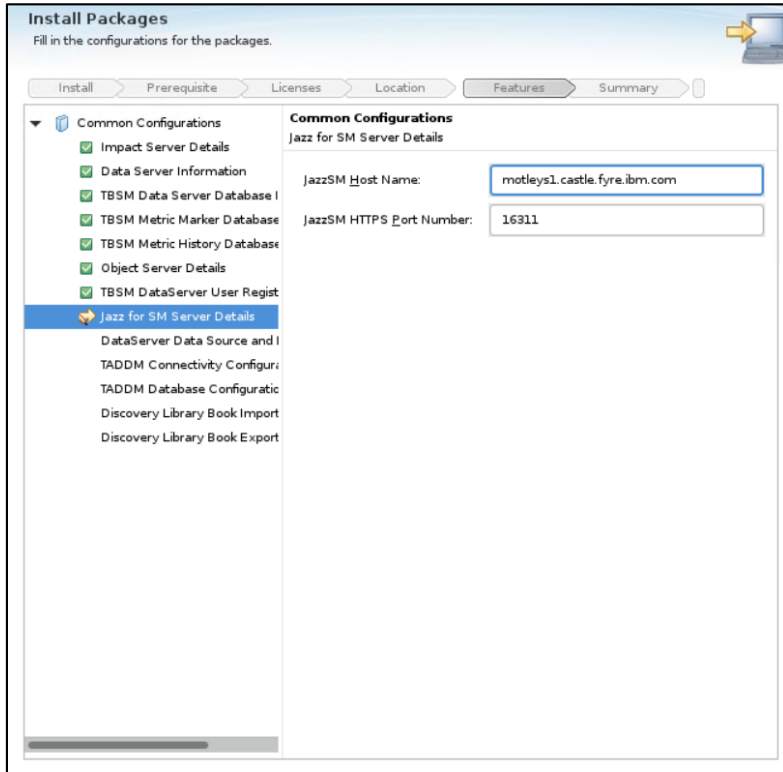 Install Packages
Fill in the configurations for the packages.
Install
Prerequisite
Licenses
Location
Features
Summary
Common Configurations
Impact Server Details
Data Server Information
TBSM Data Server Database I
TBSM Metric Marker Database
TBSM Metric History Database
Object Server Details
TBSM DataServer User Regist
Jazz for SM Server Details
DataServer Data Source and
TADDM Connectivity Configura
TADDM Database Configuratic
Discovery Library Book Import
Discovery Library Book Export
Common Configurations
Jazz for SM Server Details
JazzSM Host Name: motleys1.castle.fyre.ibm.com
JazzSM HTTPS Port Number: 16311